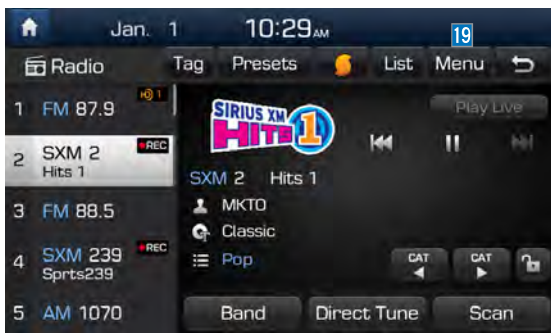 Jan. 1 10:29 AM
19
Radio Tag Presets List Menu
1 FM 87.9 HD 1
SIRIUS XM
HITS 1
Play Live
2 SXM 2 REC
Hits 1
SXM 2 Hits 1
3 FM 88.5
MKTO
Classic
Pop
4 SXM 239 REC
Sprts239
CAT CAT
5 AM 1070
Band Direct Tune Scan